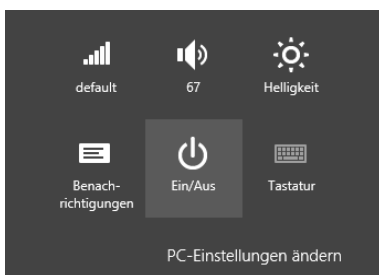 default
67
Helligkeit
Benach-
richtigungen
Ein/Aus
Tastatur
PC-Einstellungen ändern